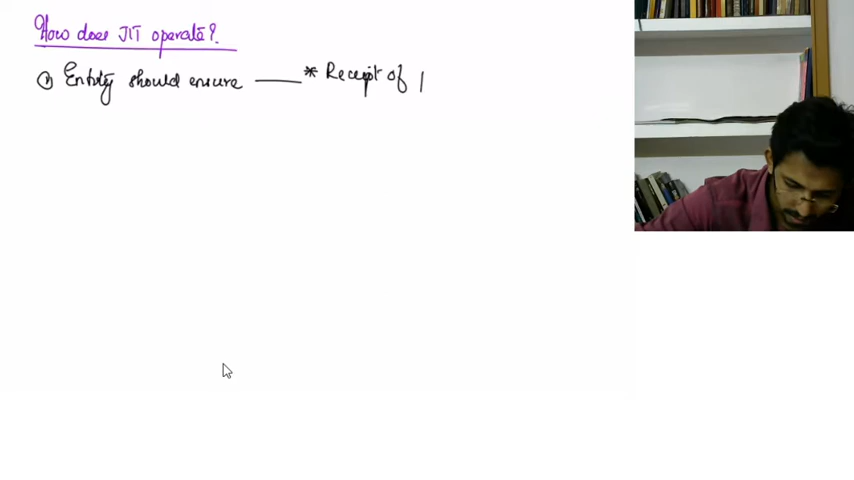 How does JIT operate?
① Entity should ensure —— * Receipt of